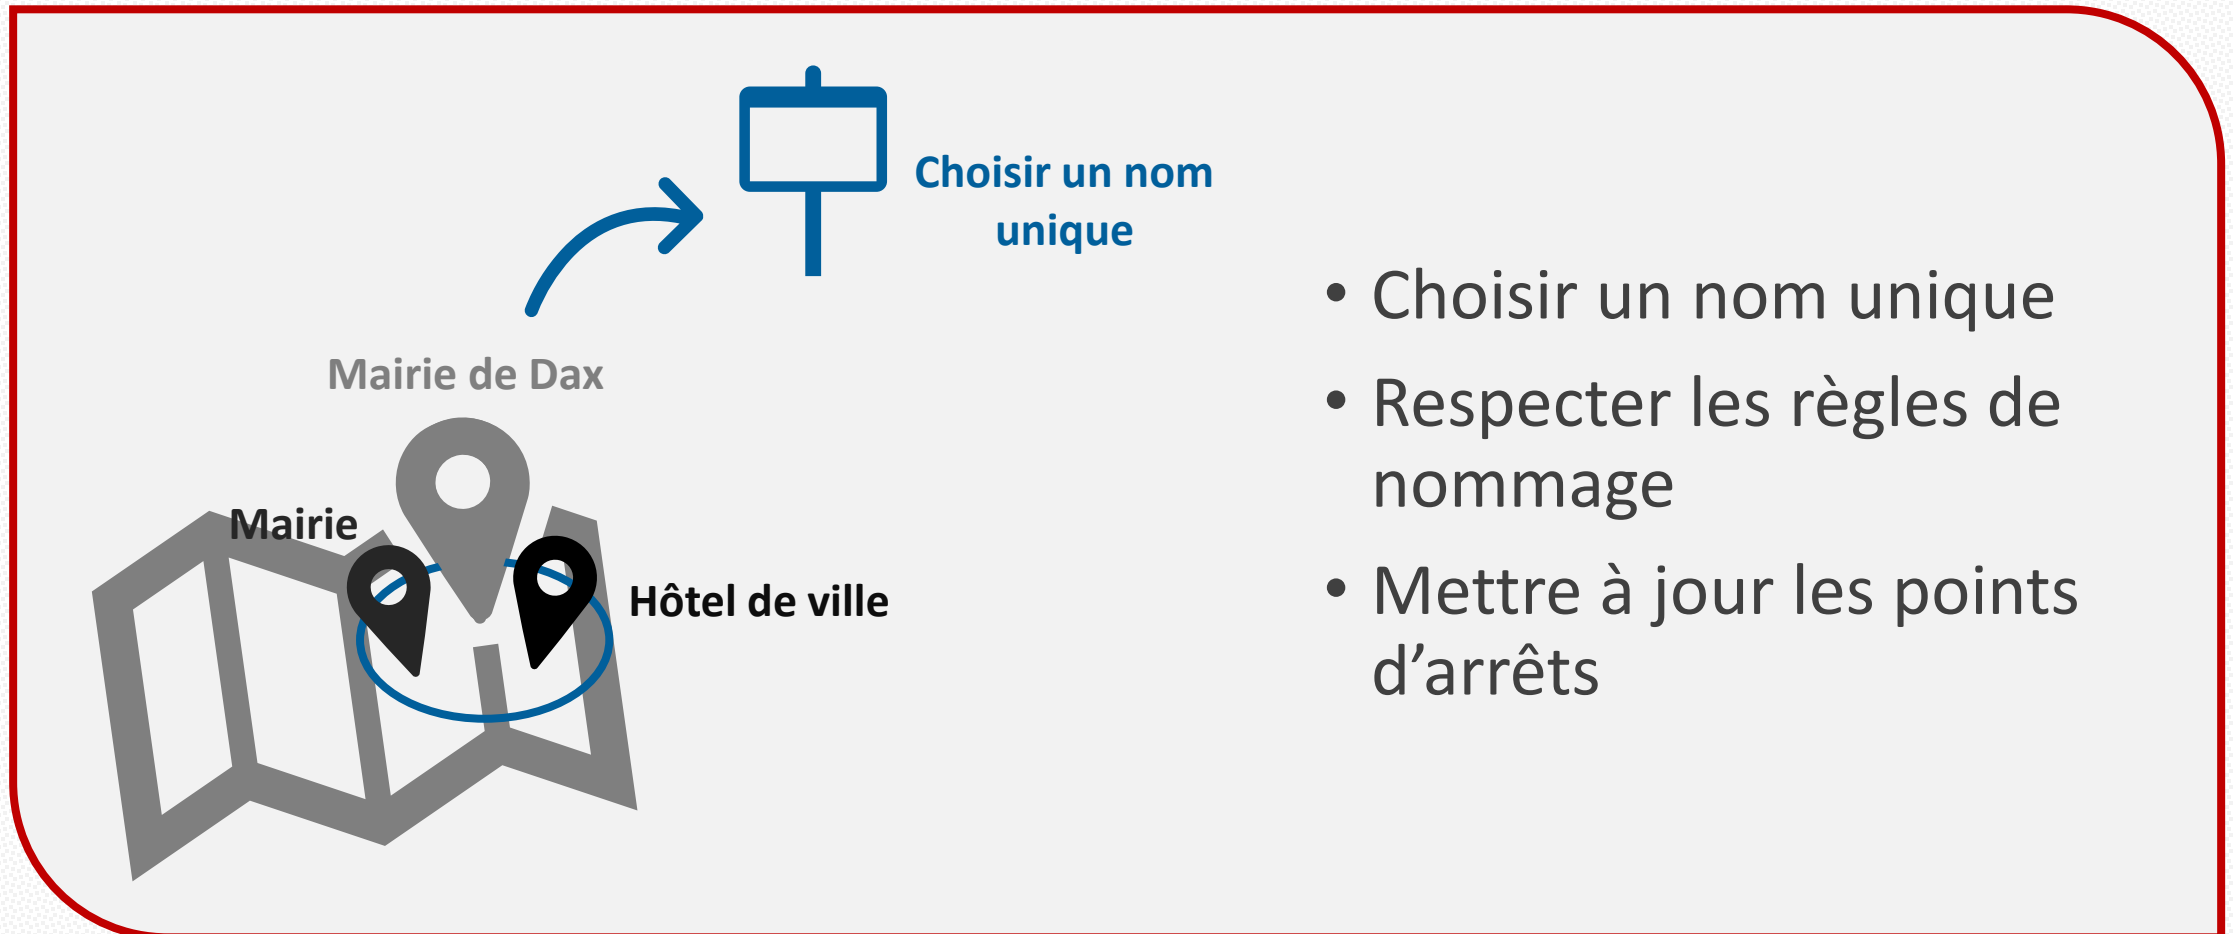 Choisir un nom
unique
Mairie de Dax
Mairie
Hôtel de ville
• Choisir un nom unique
• Respecter les règles de
nommage
• Mettre à jour les points
d’arrêts